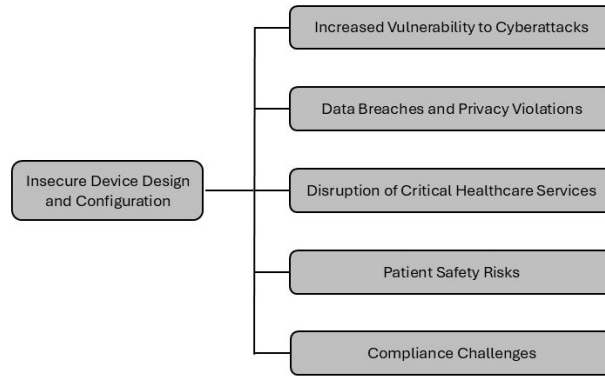 Increased Vulnerability to Cyberattacks
Data Breaches and Privacy Violations
Insecure Device Design
and Configuration
Disruption of Critical Healthcare Services
Patient Safety Risks
Compliance Challenges